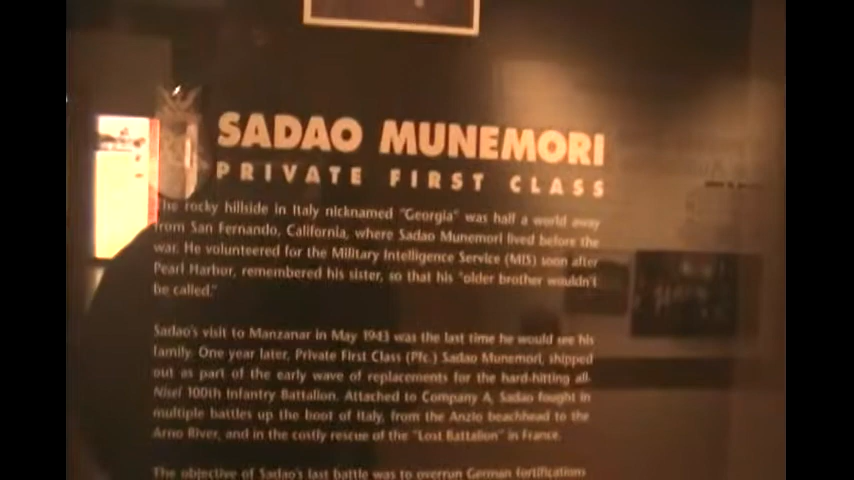 SADAO MUNEMORI
PRIVATE FIRST CLASS
The rocky hillside in Italy nicknamed "Georgia" was half a world away
from San Fernando, California, where Sadao Munemori lived before the
war. He volunteered for the Military Intelligence Service (MIS) soon after
Pearl Harbor, remembered his sister, so that his "older brother wouldn't
be called."
Sadao's visit to Manzanar in May 1943 was the last time he would see his
family. One year later, Private First Class (Pfc.) Sadao Munemori, shipped
out as part of the early wave of replacements for the hard-hitting all-
Nisei 100th Infantry Battalion. Attached to Company A, Sadao fought in
multiple battles up the boot of Italy, from the Anzio beachhead to the
Arno River, and in the costly rescue of the "Lost Battalion" in France.
The objective of Sadao's last battle was to overrun German fortifications